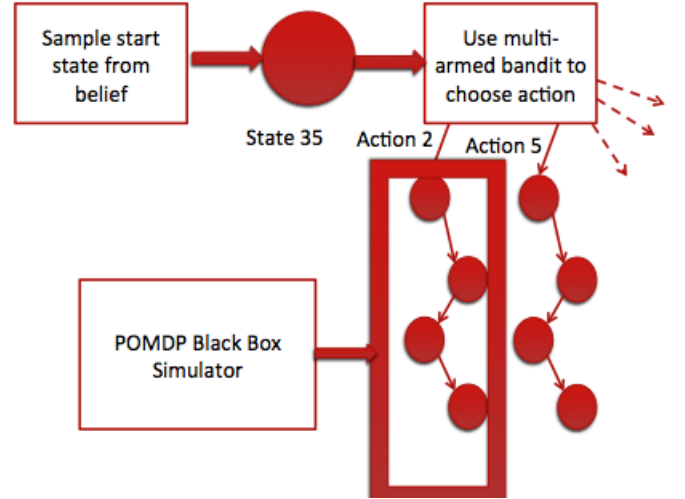 Sample start
state from
belief
Use multi-
armed bandit to
choose action
State 35
Action 2
Action 5
POMDP Black Box
Simulator